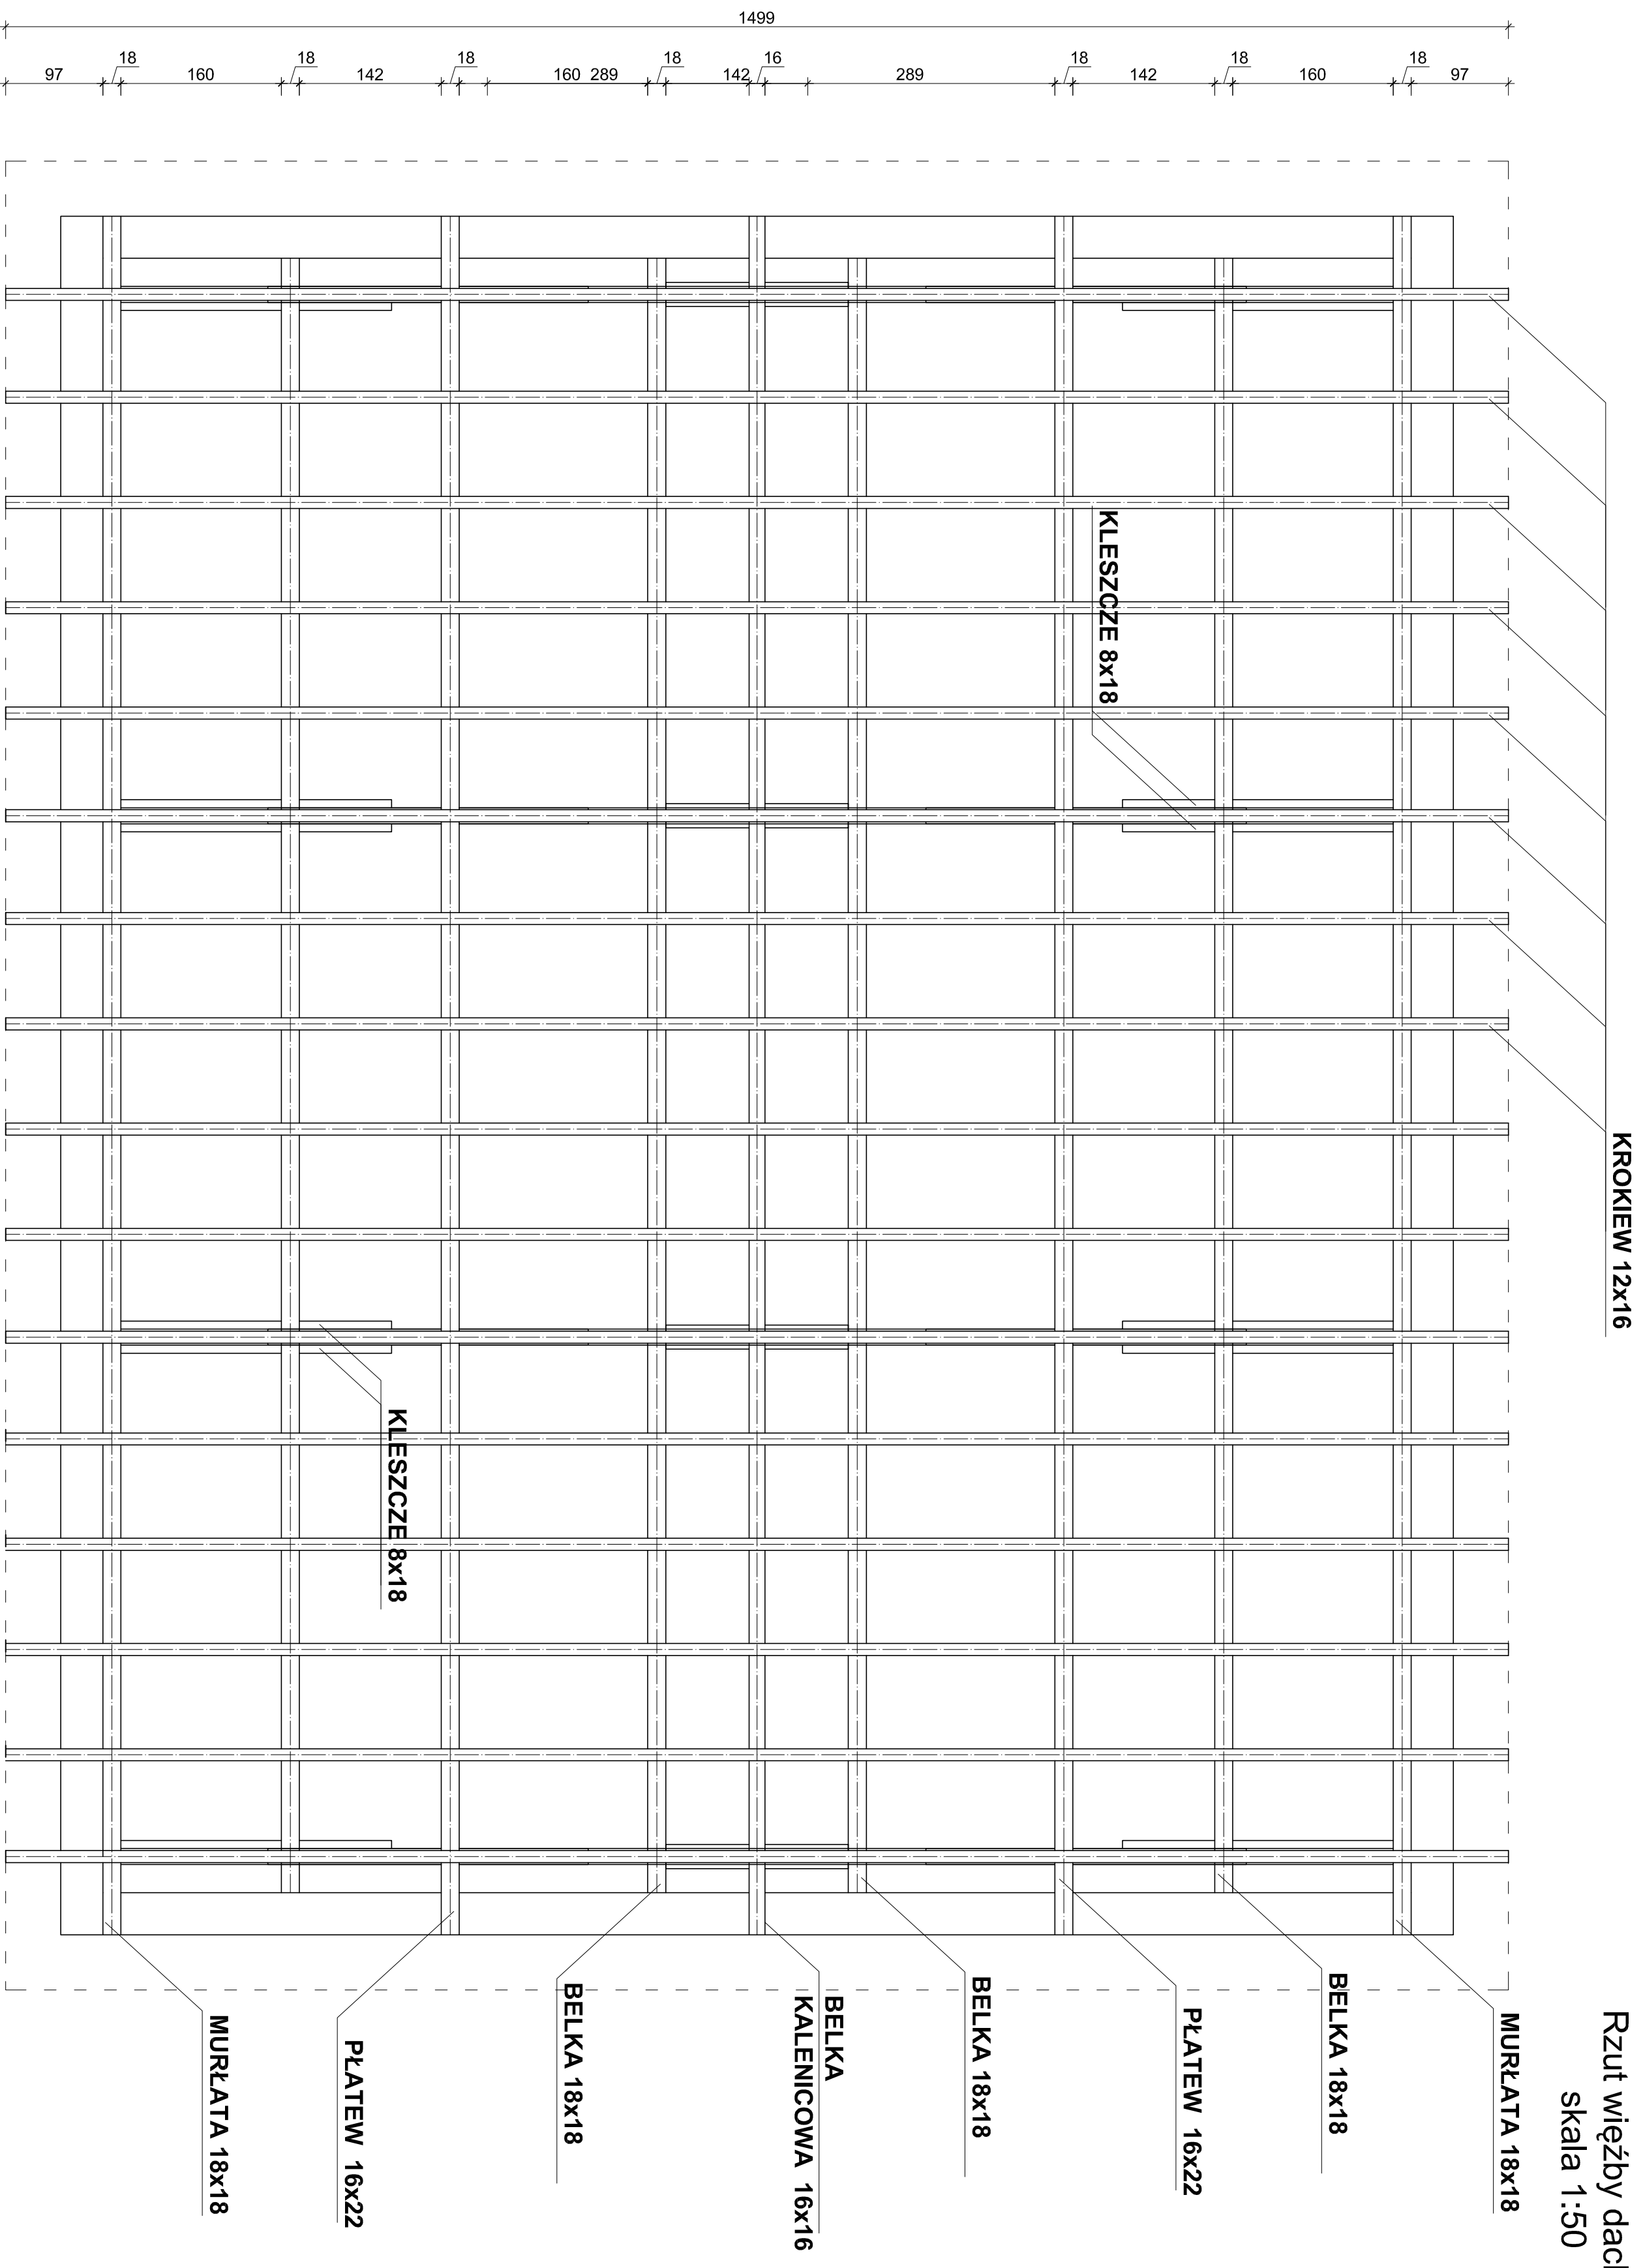 1499
97
18
160
18
142
18
160
289
18
142
16
289
18
142
18
160
18
97
KROKIEW 12x16
KLESZCZE 8x18
KLESZCZE 8x18
MURŁATA 18x18
PŁATEW 16x22
BELKA 18x18
BELKA
KALENICOWA 16x16
BELKA 18x18
PŁATEW 16x22
BELKA 18x18
MURŁATA 18x18
Rzut więźby
skala 1:50